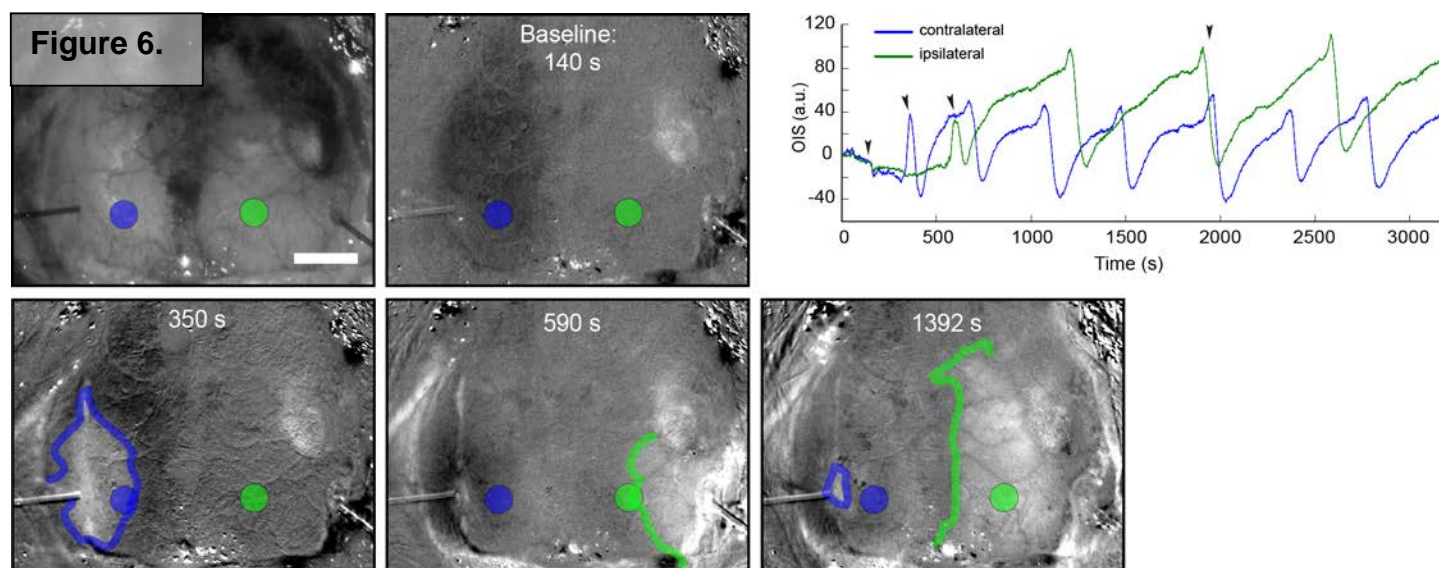 Figure 6.
Baseline:
140 s
contralateral
ipsilateral
120
80
40
0
-40
OIS (a.u.)
0 500 1000 1500 2000 2500 3000
Time (s)
350 s
590 s
1392 s